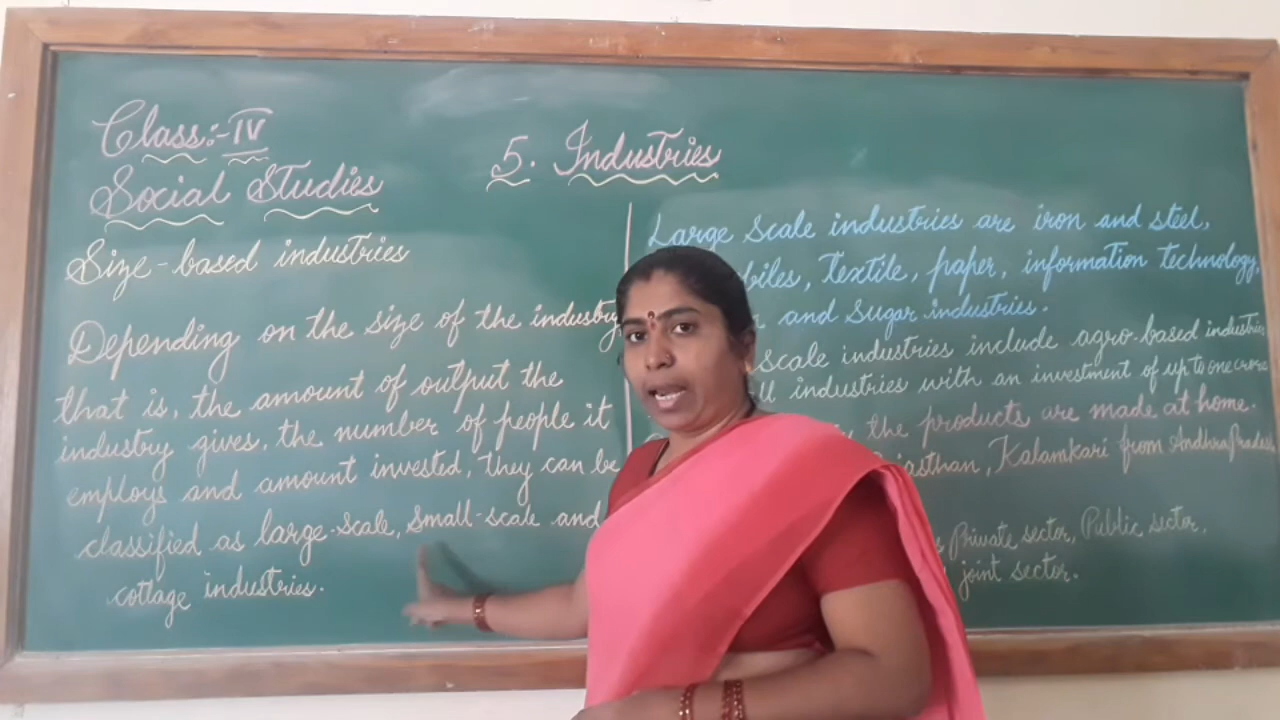 Class:- IV
Social Studies
5. Industries
Size-based industries
Depending on the size of the industry
that is, the amount of output the
industry gives, the number of people it
employs and amount invested, they can be
classified as large-scale, small-scale and
cottage industries.
Large Scale industries are iron and steel,
biles, Textile, paper, information technology,
and Sugar industries.
scale industries include agro-based industries
industries with an investment of up to one crore
the products are made at home.
Kalamkari from Andhra Pradesh
Private sector, Public sector,
joint sector.